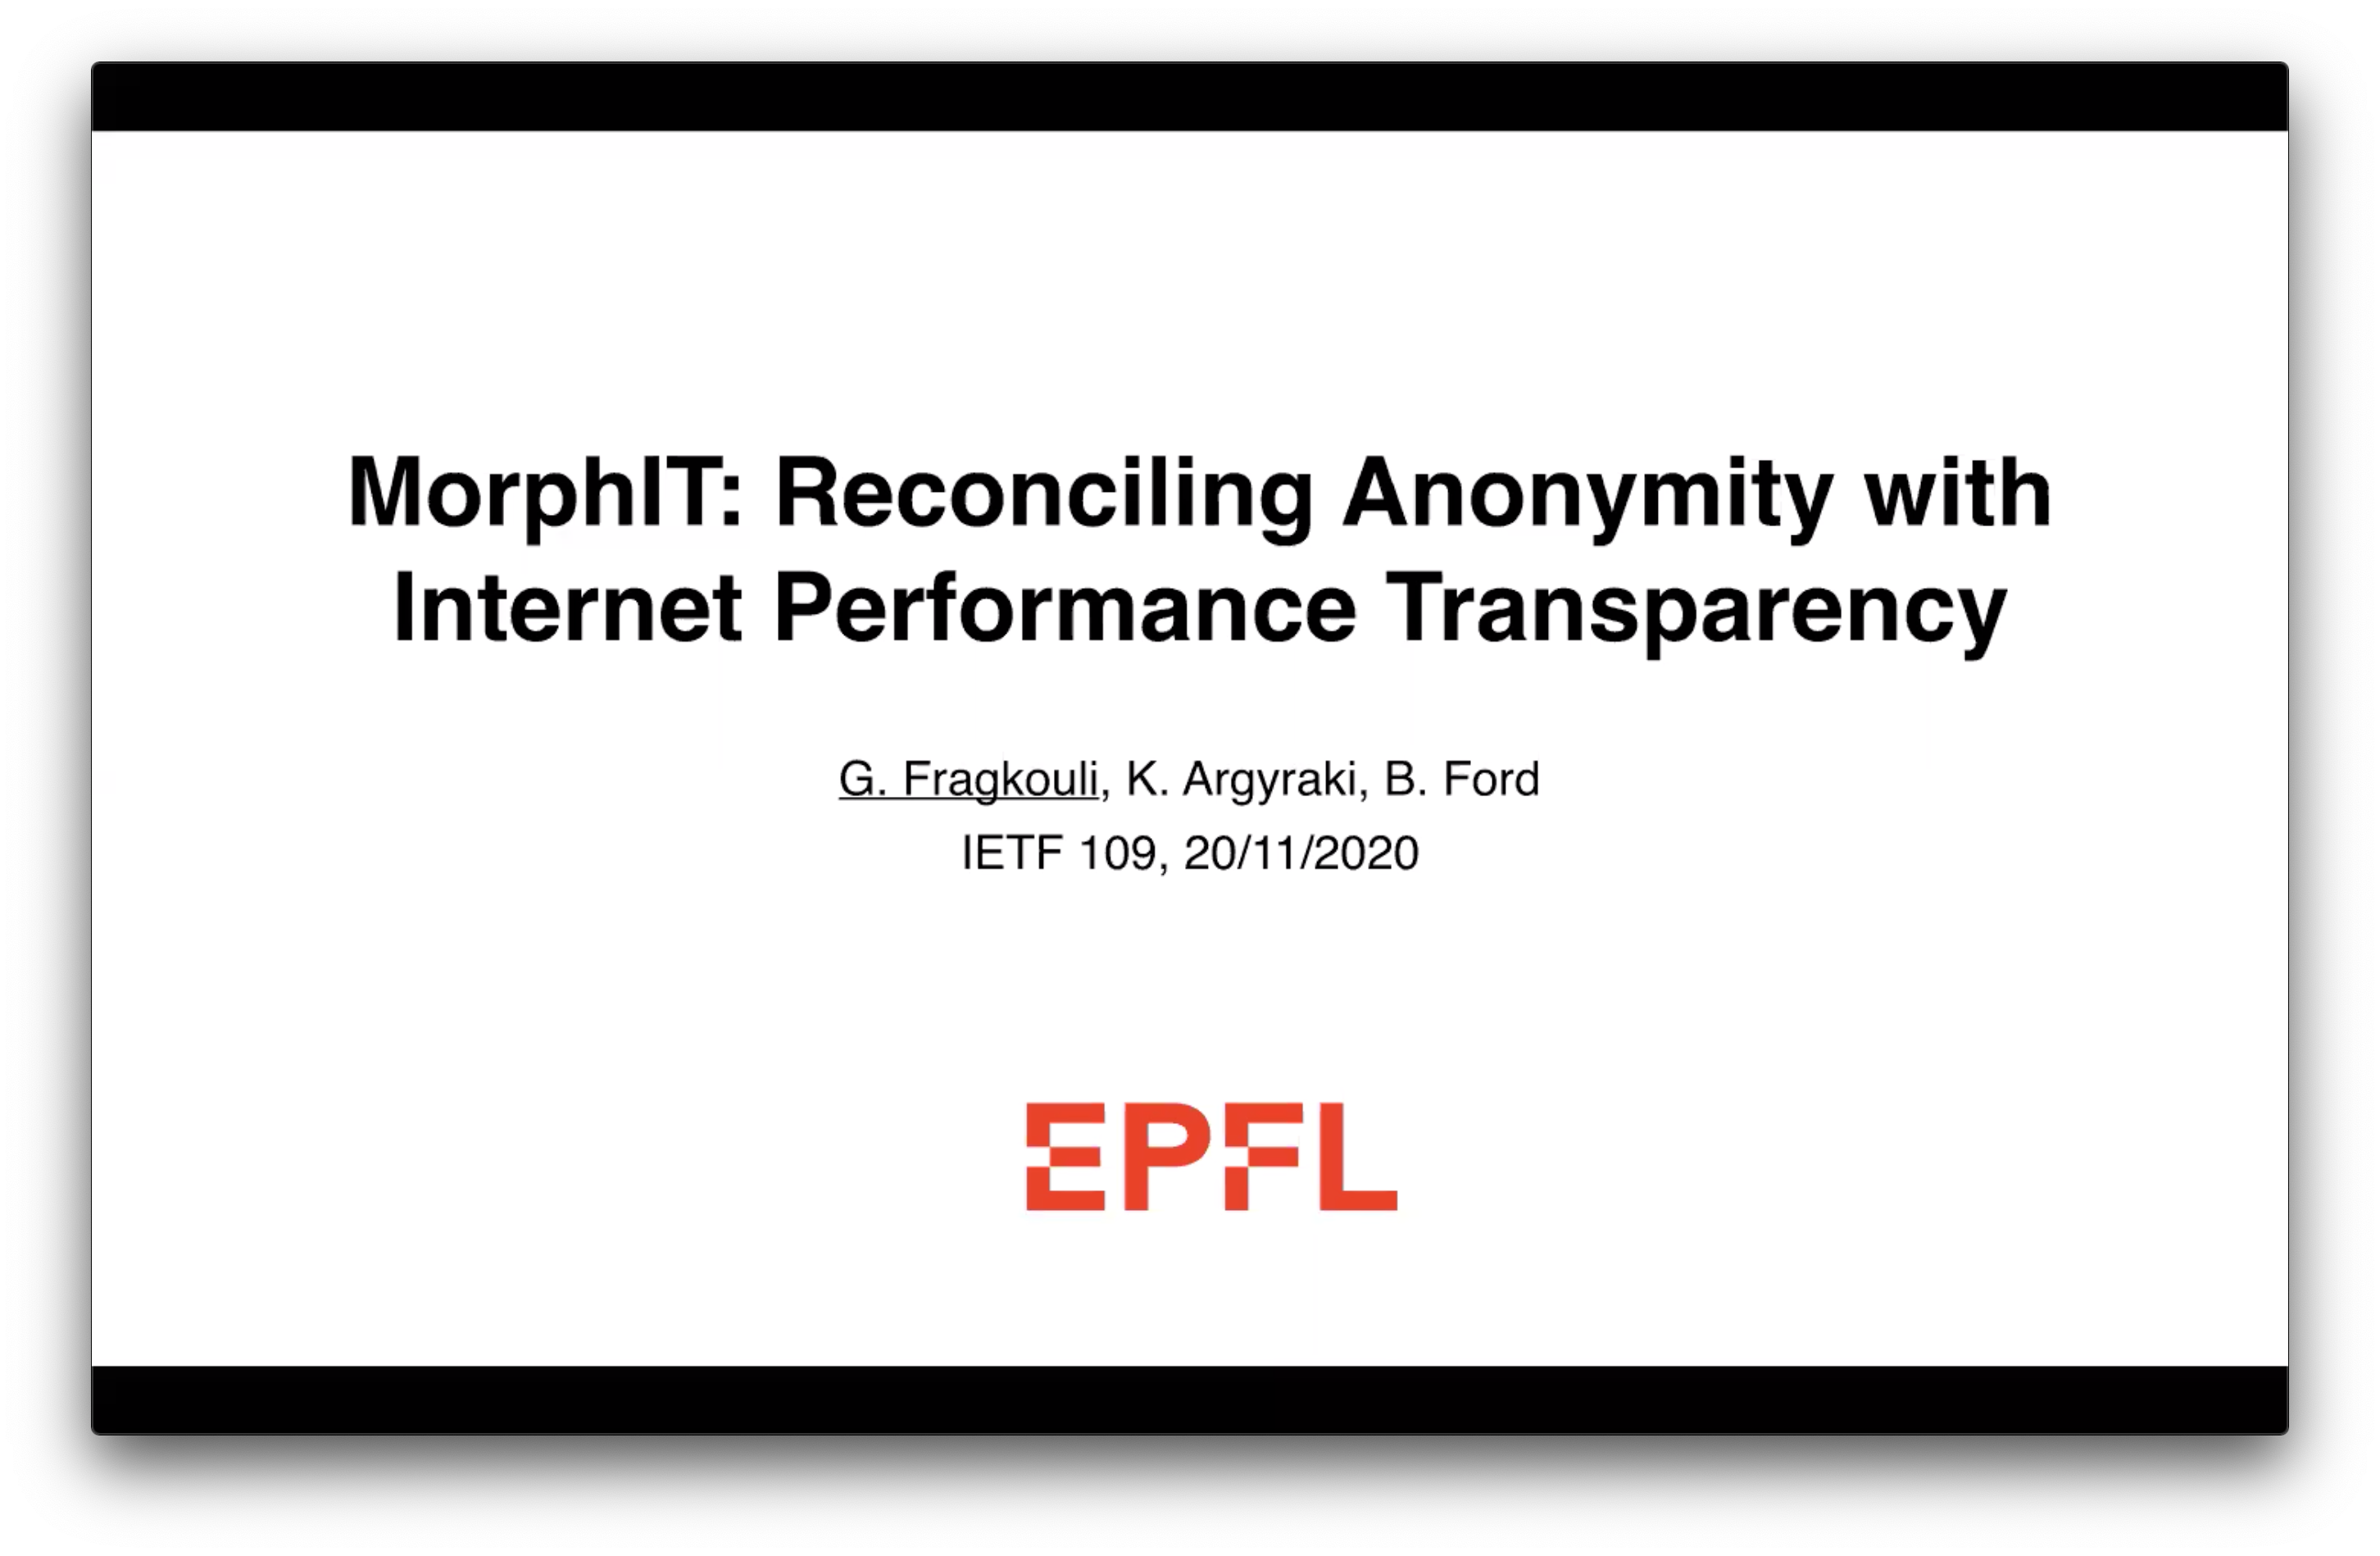 MorphIT: Reconciling Anonymity with
Internet Performance Transparency
G. Fragkouli, K. Argyraki, B. Ford
IETF 109, 20/11/2020
EPFL